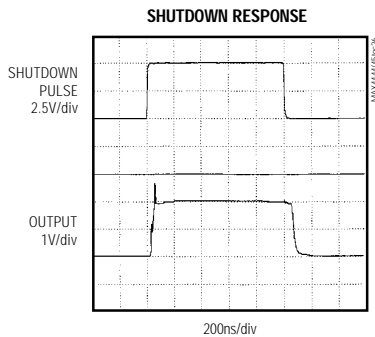 SHUTDOWN RESPONSE
SHUTDOWN
PULSE
2.5V/div
OUTPUT
1V/div
200ns/div